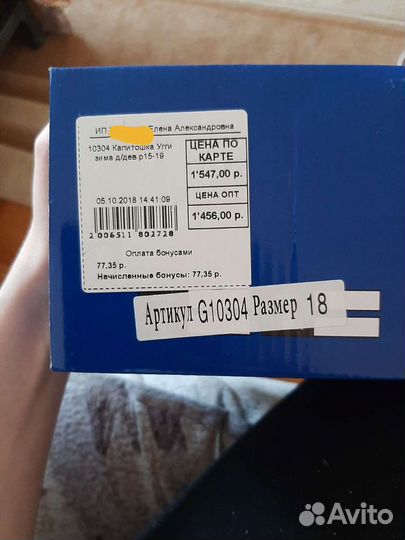 ИП Елена Александровна
10304 Капитошка Угги
зима д/дев р15-19
ЦЕНА ПО
КАРТЕ
1'547,00 р.
ЦЕНА ОПТ
1'456,00 р.
05.10.2018 14:41:09
2 006511 802728
Оплата бонусами
77,35 р.
Начисленные бонусы: 77,35 р.
Артикул G10304 Размер 18
Avito